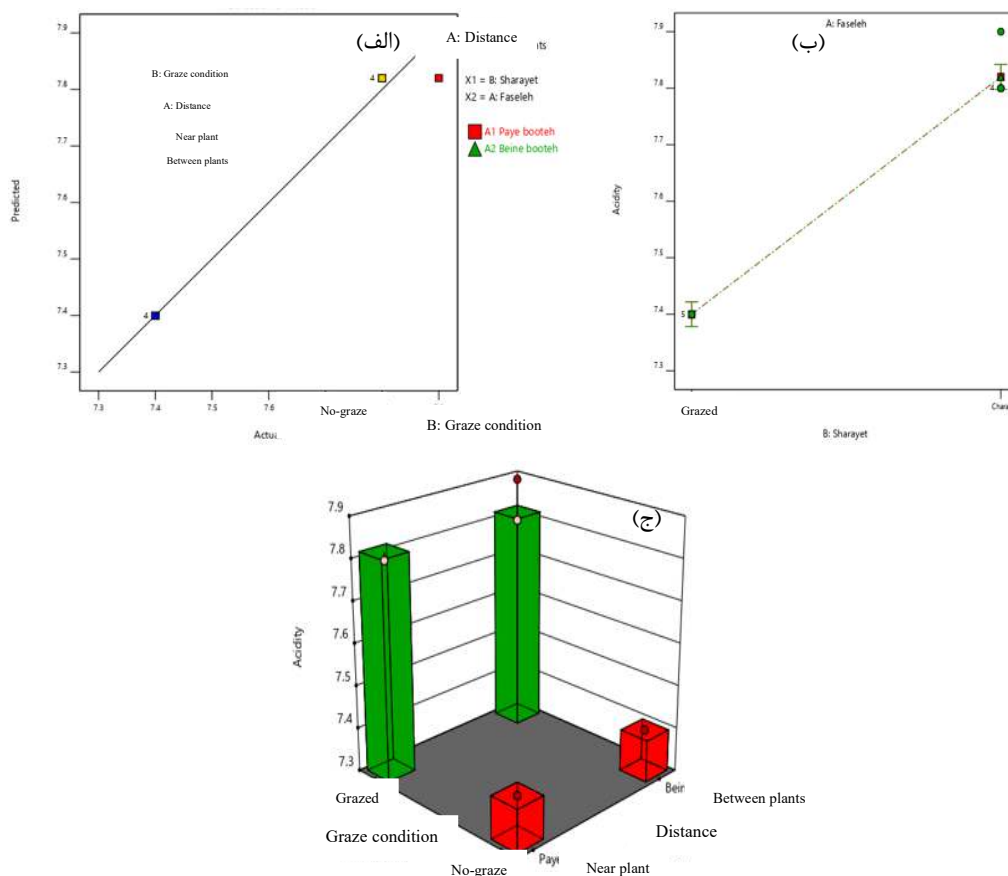 (الف)
A: Distance
X1 = B: Sharayet
X2 = A: Faseleh
A1 Paye booteh
A2 Beine booteh
B: Graze condition
A: Distance
Near plant
Between plants
Predicted
7.9
7.8
7.7
7.6
7.5
7.4
7.3
4
4
7.3
7.4
7.5
7.6
No-graze
B: Graze condition
(ب)
A: Faseleh
Acidity
7.9
7.8
7.7
7.6
7.5
7.4
7.3
5
4
Grazed
B: Sharayet
(ج)
Acidity
7.9
7.8
7.7
7.6
7.5
7.4
7.3
Grazed
Graze condition
No-graze
Near plant
Distance
Between plants